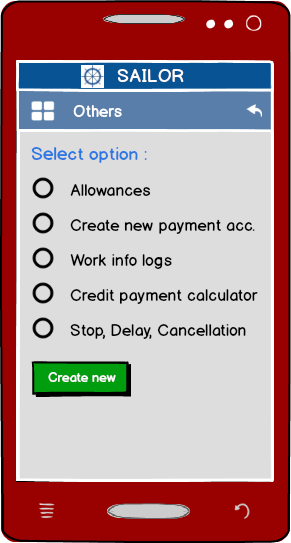 SAILOR
Others
Select option :
Allowances
Create new payment acc.
Work info logs
Credit payment calculator
Stop, Delay, Cancellation
Create new